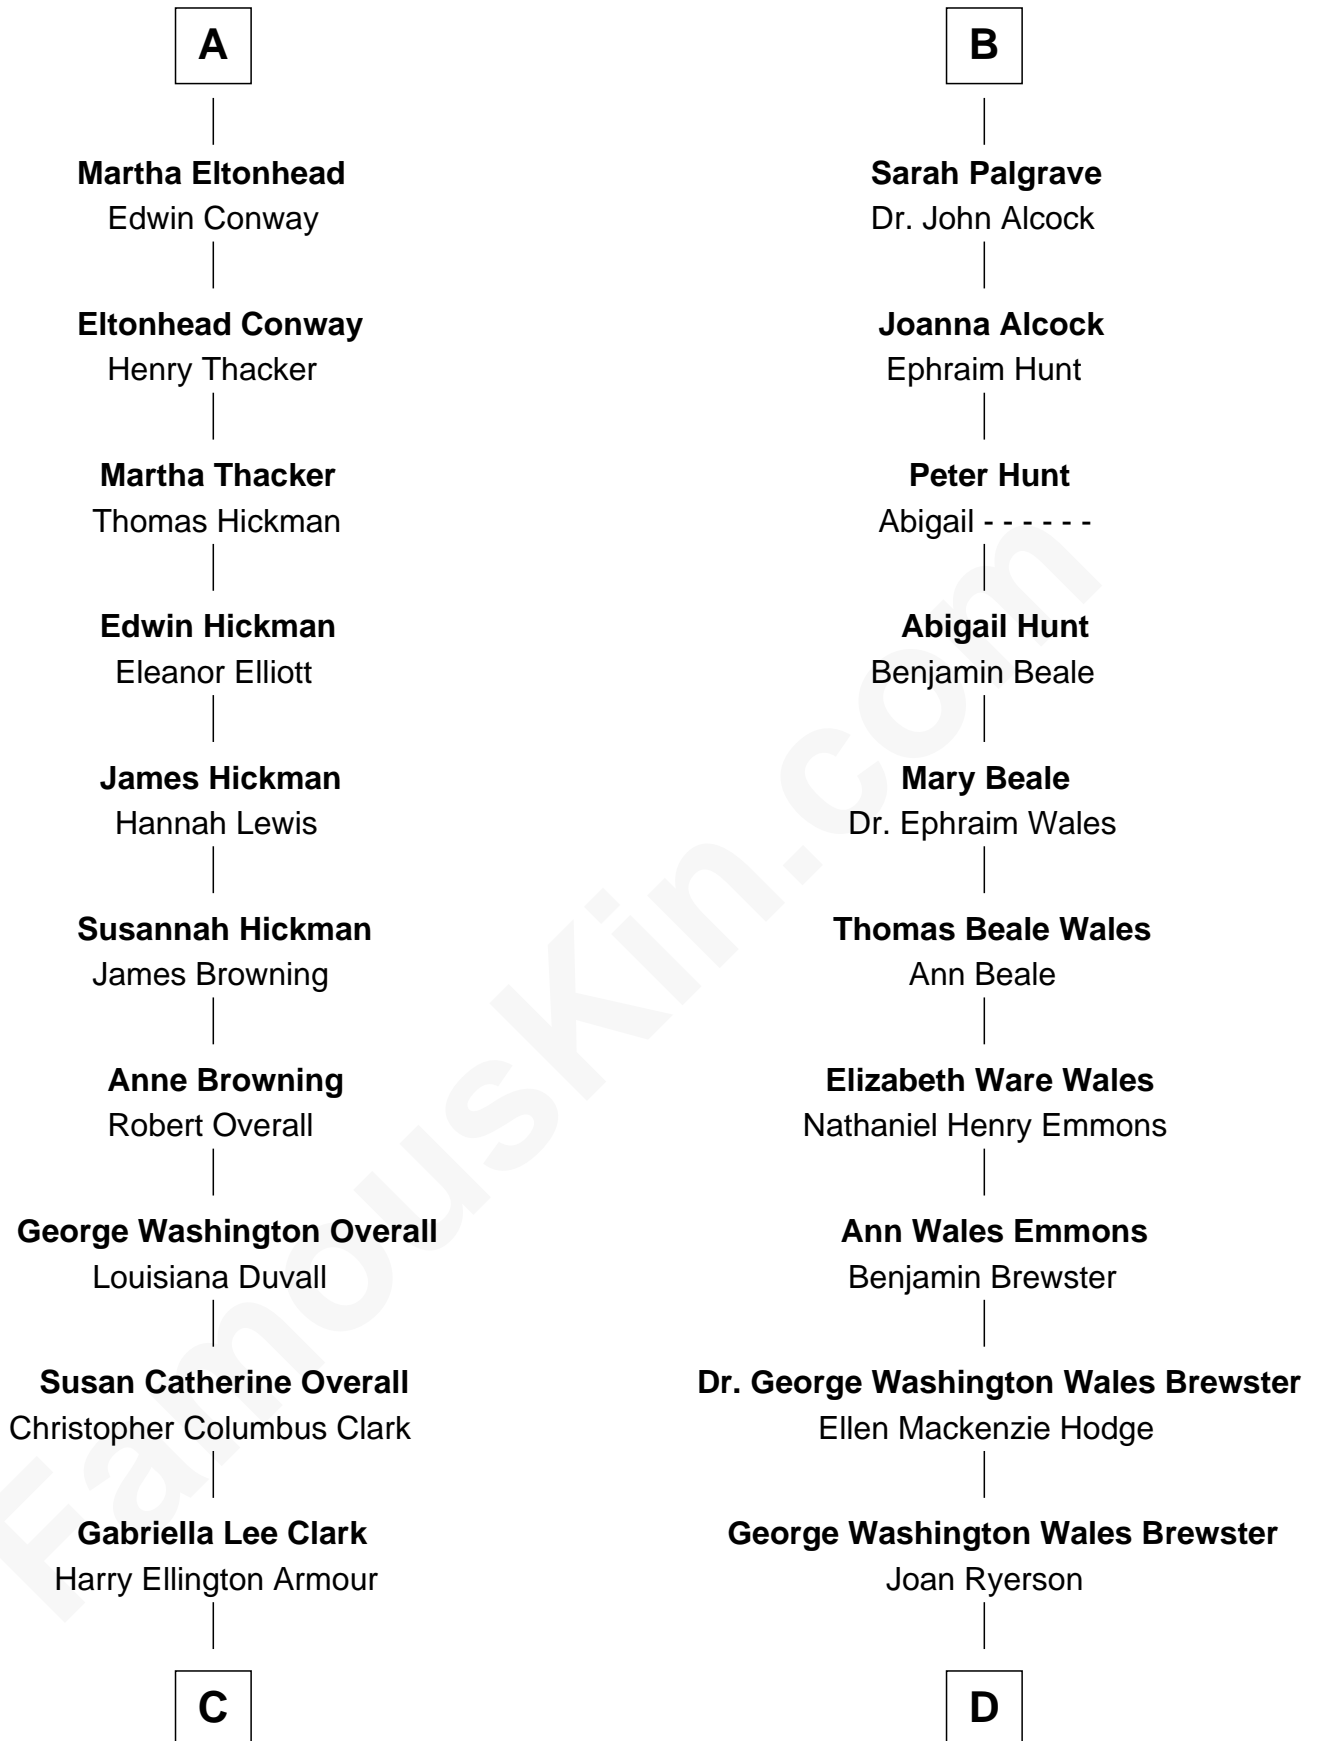 A
Martha Eltonhead
Edwin Conway
Eltonhead Conway
Henry Thacker
Martha Thacker
Thomas Hickman
Edwin Hickman
Eleanor Elliott
James Hickman
Hannah Lewis
Susannah Hickman
James Browning
Anne Browning
Robert Overall
George Washington Overall
Louisiana Duvall
Susan Catherine Overall
Christopher Columbus Clark
Gabriella Lee Clark
Harry Ellington Armour
C
B
Sarah Palgrave
Dr. John Alcock
Joanna Alcock
Ephraim Hunt
Peter Hunt
Abigail - - - - - -
Abigail Hunt
Benjamin Beale
Mary Beale
Dr. Ephraim Wales
Thomas Beale Wales
Ann Beale
Elizabeth Ware Wales
Nathaniel Henry Emmons
Ann Wales Emmons
Benjamin Brewster
Dr. George Washington Wales Brewster
Ellen Mackenzie Hodge
George Washington Wales Brewster
Joan Ryerson
D
FamousKin.com